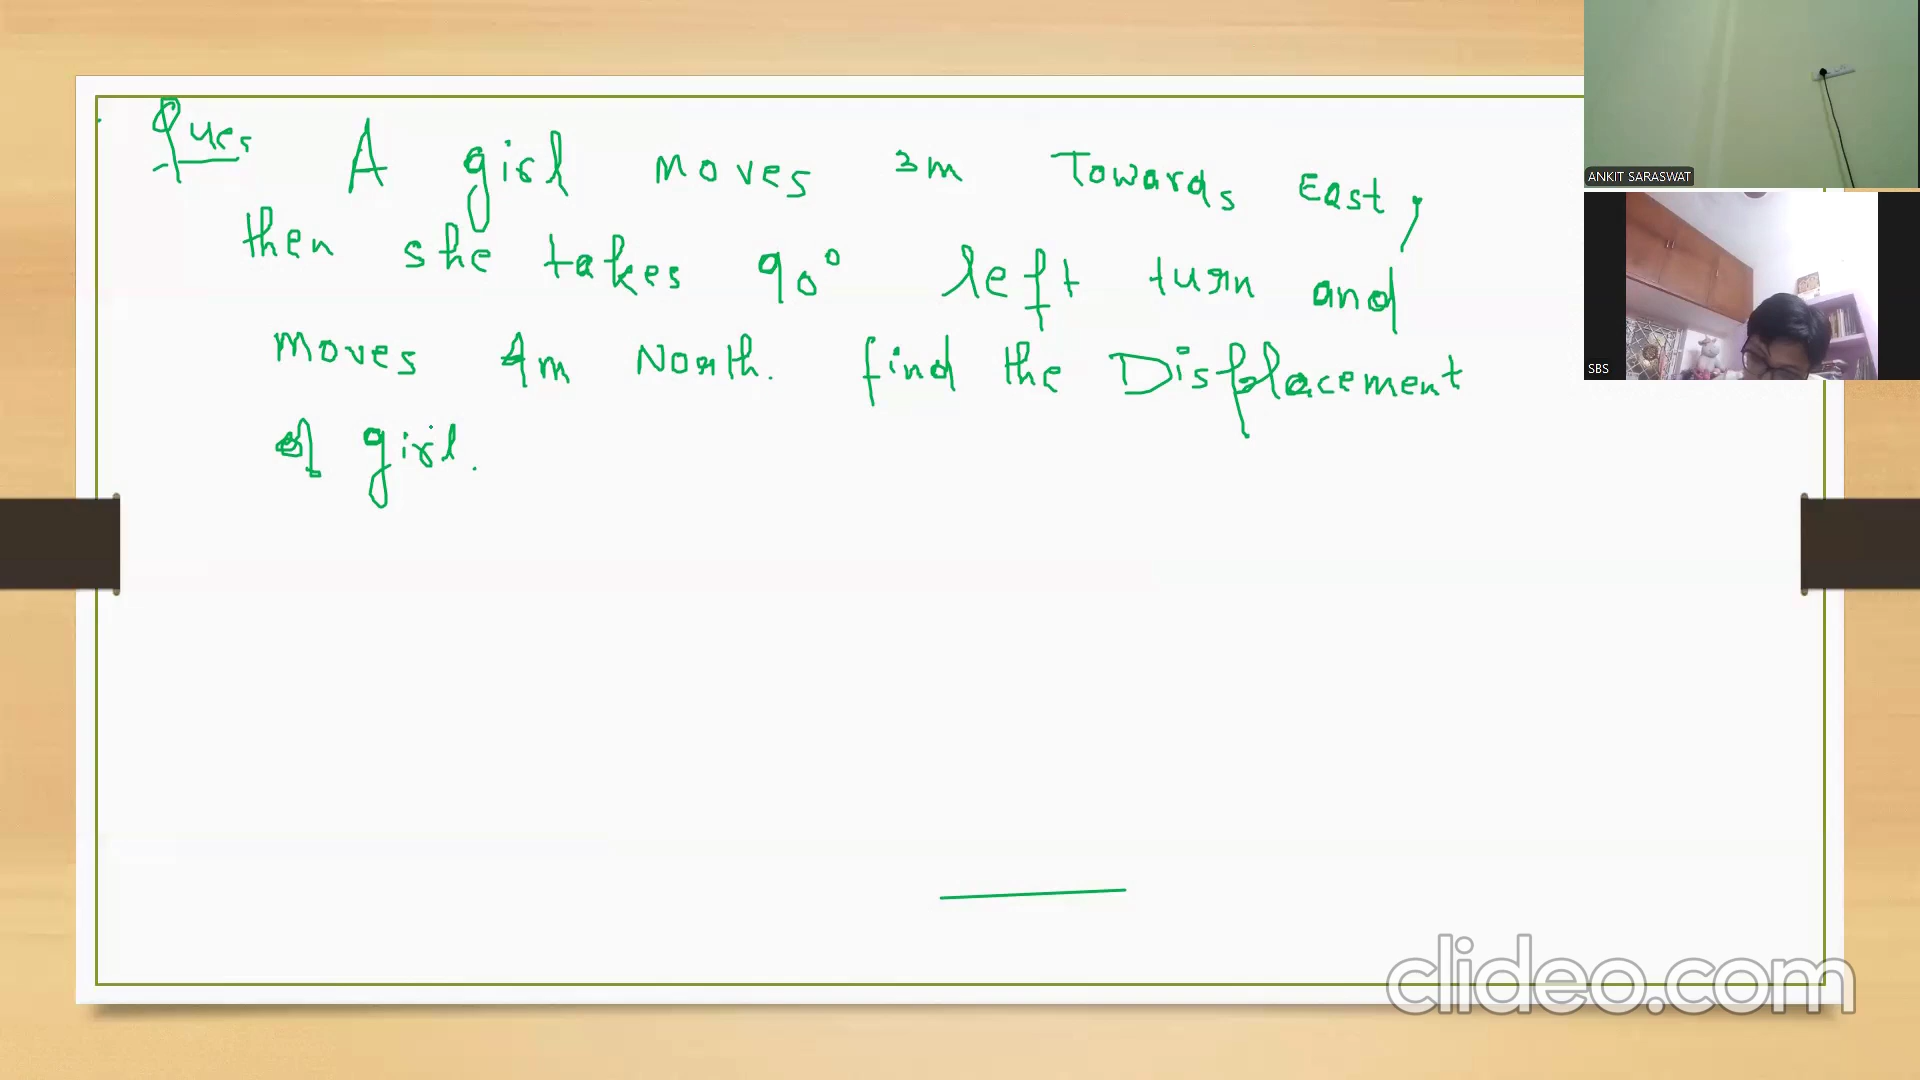 Ques A girl moves 3m Towards East,
then she takes 90° left turn and
moves 4m North. find the Displacement
of girl.
ANKIT SARASWAT
SBS
clideo.com